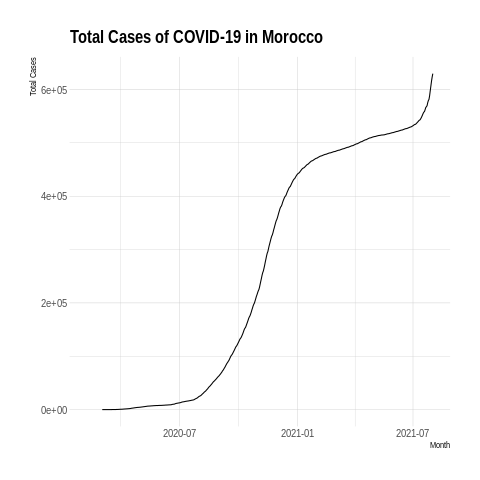 Total Cases of COVID-19 in Morocco
Total Cases
6e+05
4e+05
2e+05
0e+00
2020-07
2021-01
2021-07
Month